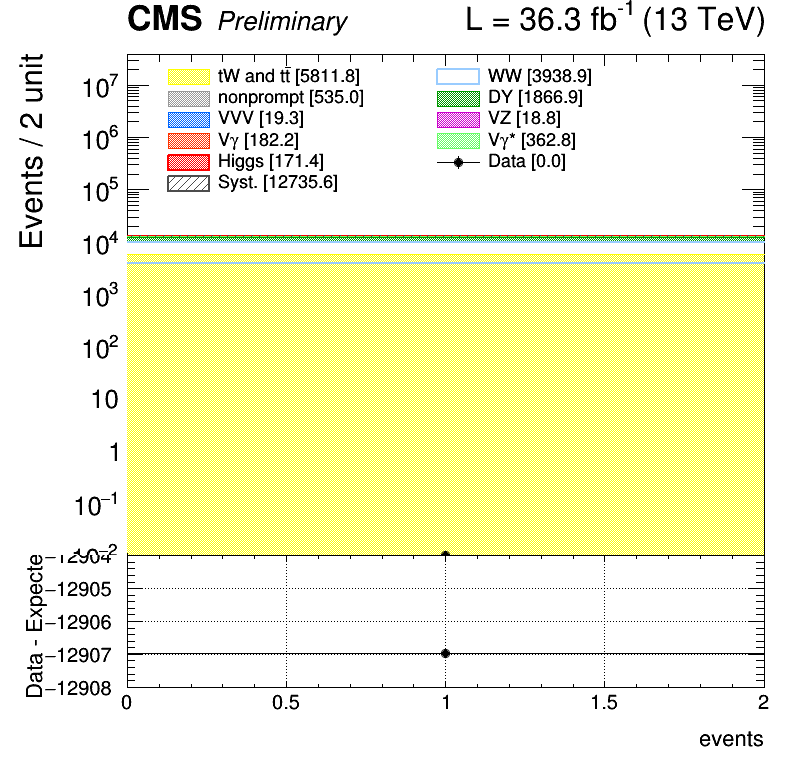 CMS Preliminary L = 36.3 fb⁻¹ (13 TeV)
Events / 2 unit
tW and tt̄ [5811.8] WW [3938.9]
nonprompt [535.0] DY [1866.9]
VVV [19.3] VZ [18.8]
Vγ [182.2] Vγ* [362.8]
Higgs [171.4] Data [0.0]
Syst. [12735.6]
10⁷
10⁶
10⁵
10⁴
10³
10²
10
1
10⁻¹
Data - Expecte
−12904
−12905
−12906
−12907
−12908
0 0.5 1 1.5 2
events